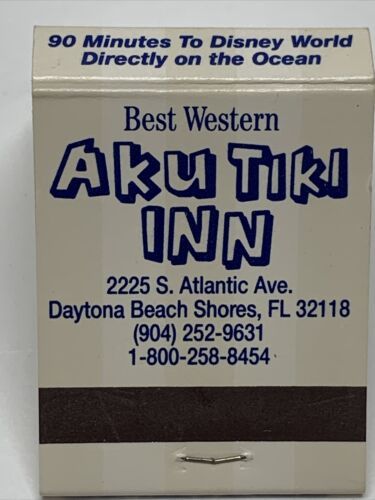 90 Minutes To Disney World
Directly on the Ocean
Best Western
AKU TIKI
INN
2225 S. Atlantic Ave.
Daytona Beach Shores, FL 32118
(904) 252-9631
1-800-258-8454